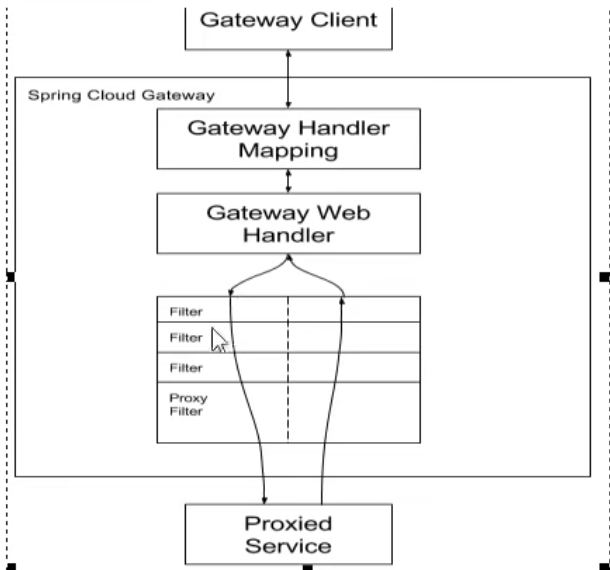 Gateway Client
Spring Cloud Gateway
Gateway Handler
Mapping
Gateway Web
Handler
Filter
Filter
Filter
Proxy
Filter
Proxied
Service